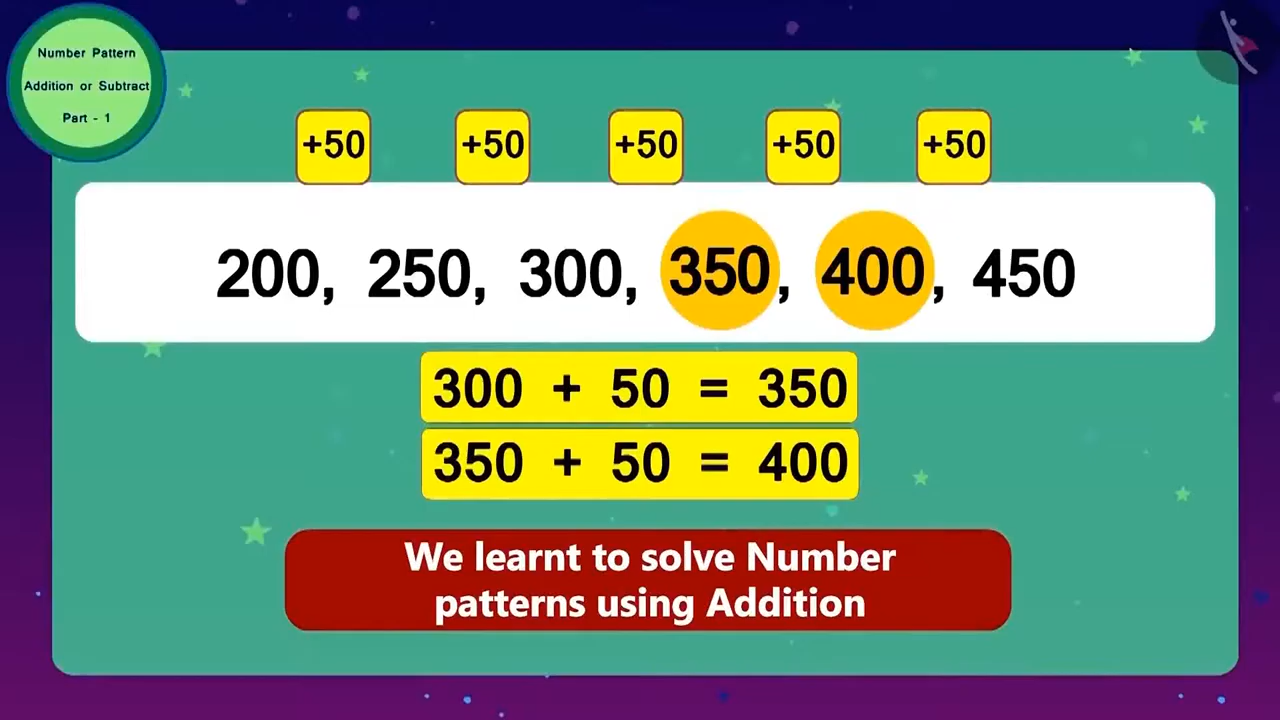 Number Pattern
Addition or Subtract
Part - 1
+50 +50 +50 +50 +50
200, 250, 300, 350, 400, 450
300 + 50 = 350
350 + 50 = 400
We learnt to solve Number
patterns using Addition